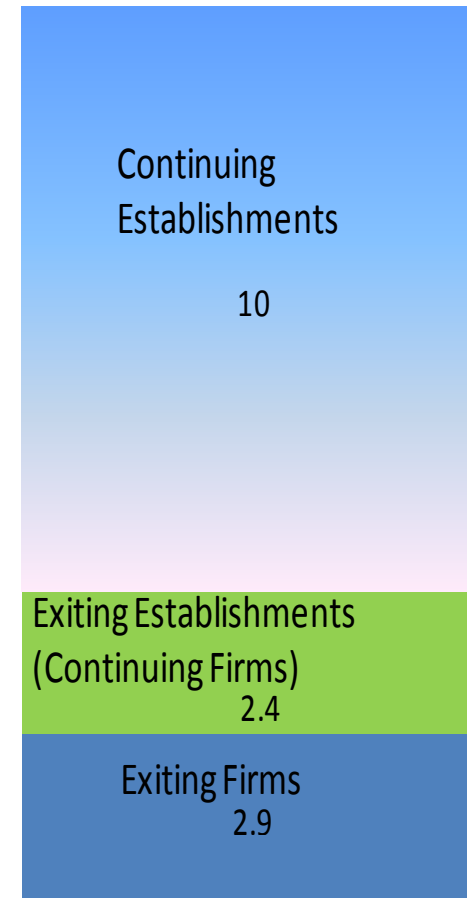 Continuing
Establishments
10
Exiting Establishments
(Continuing Firms)
2.4
Exiting Firms
2.9